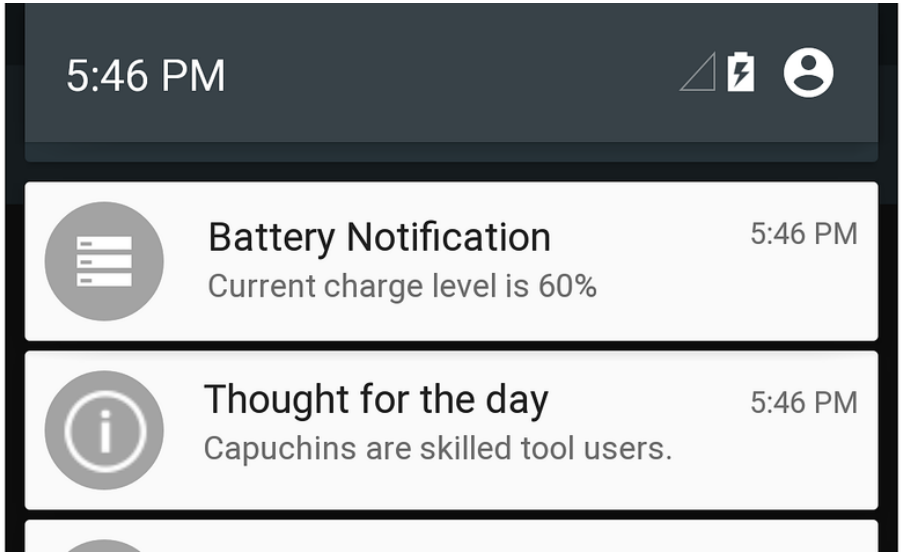 5:46 PM
Battery Notification
5:46 PM
Current charge level is 60%
Thought for the day
5:46 PM
Capuchins are skilled tool users.